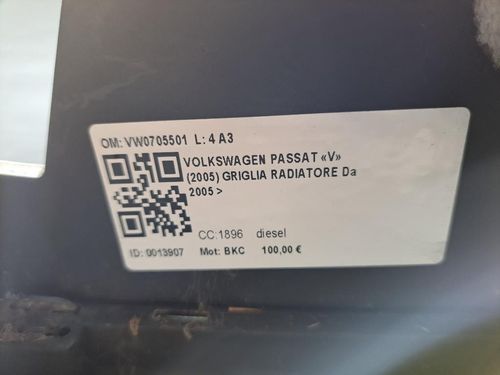 OM: VW0705501 L: 4 A3
VOLKSWAGEN PASSAT «V»
(2005) GRIGLIA RADIATORE Da
2005 >
CC:1896 diesel
ID: 0013907 Mot: BKC 100,00 €